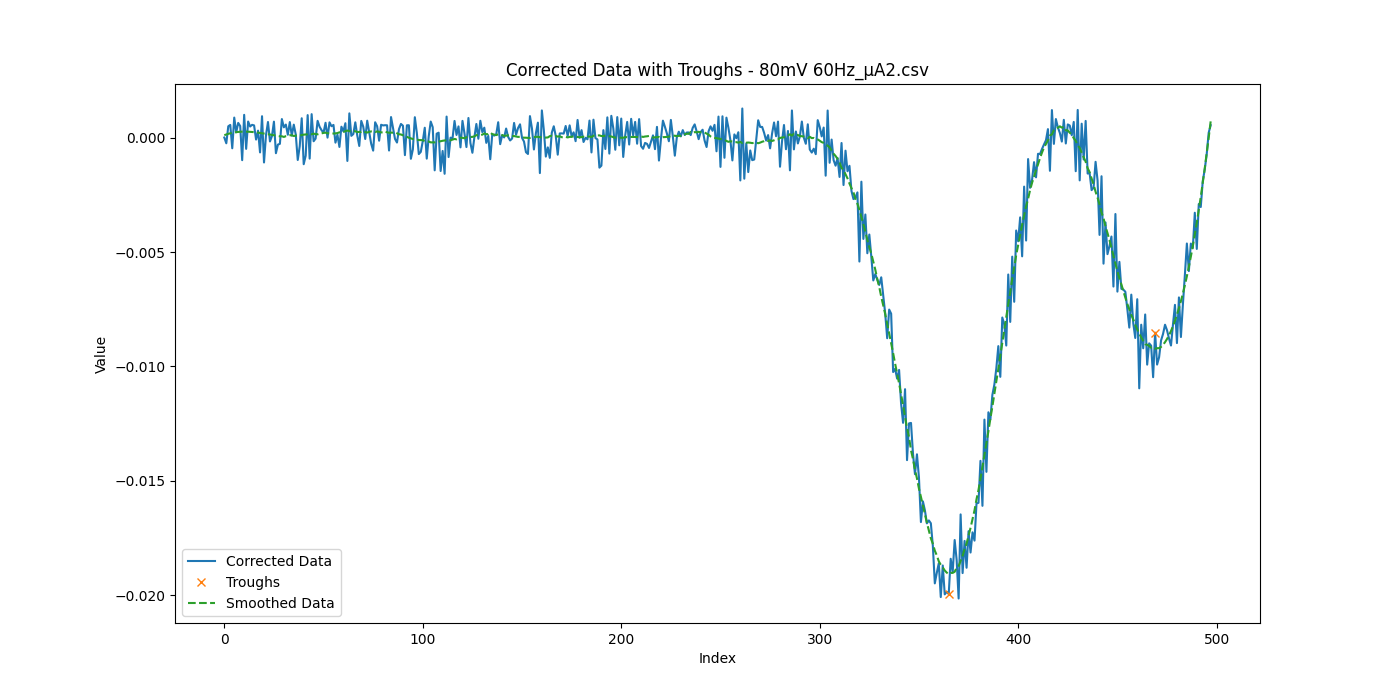 Corrected Data with Troughs - 80mV 60Hz_μA2.csv
Value
0.000
−0.005
−0.010
−0.015
−0.020
Corrected Data
Troughs
Smoothed Data
0 100 200 300 400 500
Index